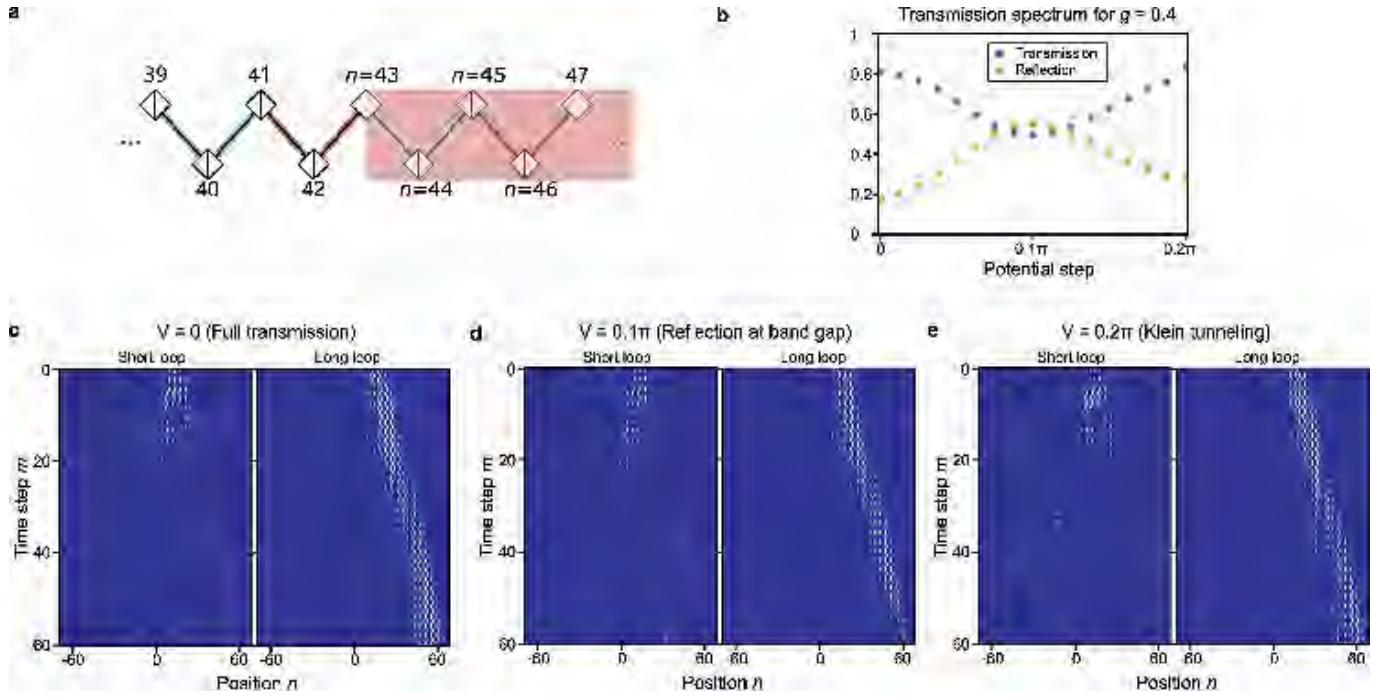 a
39 41 n=43 n=45 47
...
40 42 n=44 n=46
b
Transmission spectrum for g = 0.4
1
0.8
0.6
0.4
0.2
0
Transmission
Reflection
0 0.1π 0.2π
Potential step
c
V = 0 (Full transmission)
Short loop Long loop
0
20
40
60
Time step m
-60 0 60 -60 0 60
Position n
d
V = 0.1π (Reflection at band gap)
Short loop Long loop
0
20
40
60
Time step m
-60 0 60 -60 0 60
Position n
e
V = 0.2π (Klein tunneling)
Short loop Long loop
0
20
40
60
Time step m
-60 0 60 -60 0 60
Position n